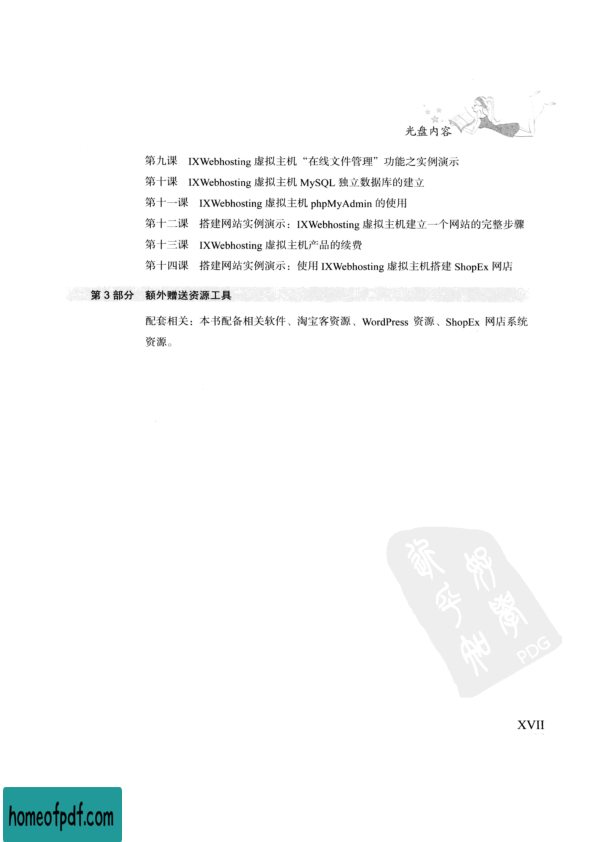 光盘内容
第九课 IXWebhosting 虚拟主机“在线文件管理”功能之实例演示
第十课 IXWebhosting 虚拟主机 MySQL 独立数据库的建立
第十一课 IXWebhosting 虚拟主机 phpMyAdmin 的使用
第十二课 搭建网站实例演示：IXWebhosting 虚拟主机建立一个网站的完整步骤
第十三课 IXWebhosting 虚拟主机产品的续费
第十四课 搭建网站实例演示：使用 IXWebhosting 虚拟主机搭建 ShopEx 网店
第 3 部分 额外赠送资源工具
配套相关：本书配备相关软件、淘宝客资源、WordPress 资源、ShopEx 网店系统
资源。
PDG
XVII
homeofpdf.com